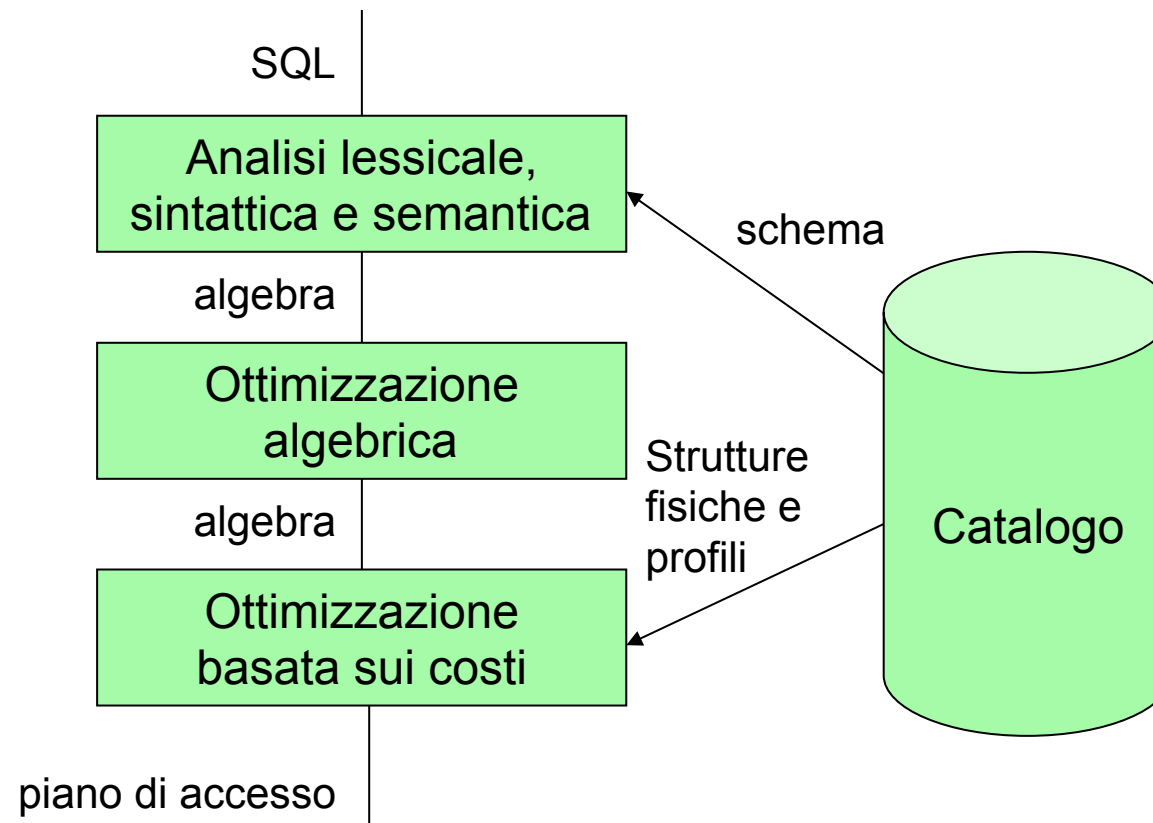 SQL
Analisi lessicale,
sintattica e semantica
schema
algebra
Ottimizzazione
algebrica
Strutture
fisiche e
profili
algebra
Catalogo
Ottimizzazione
basata sui costi
piano di accesso